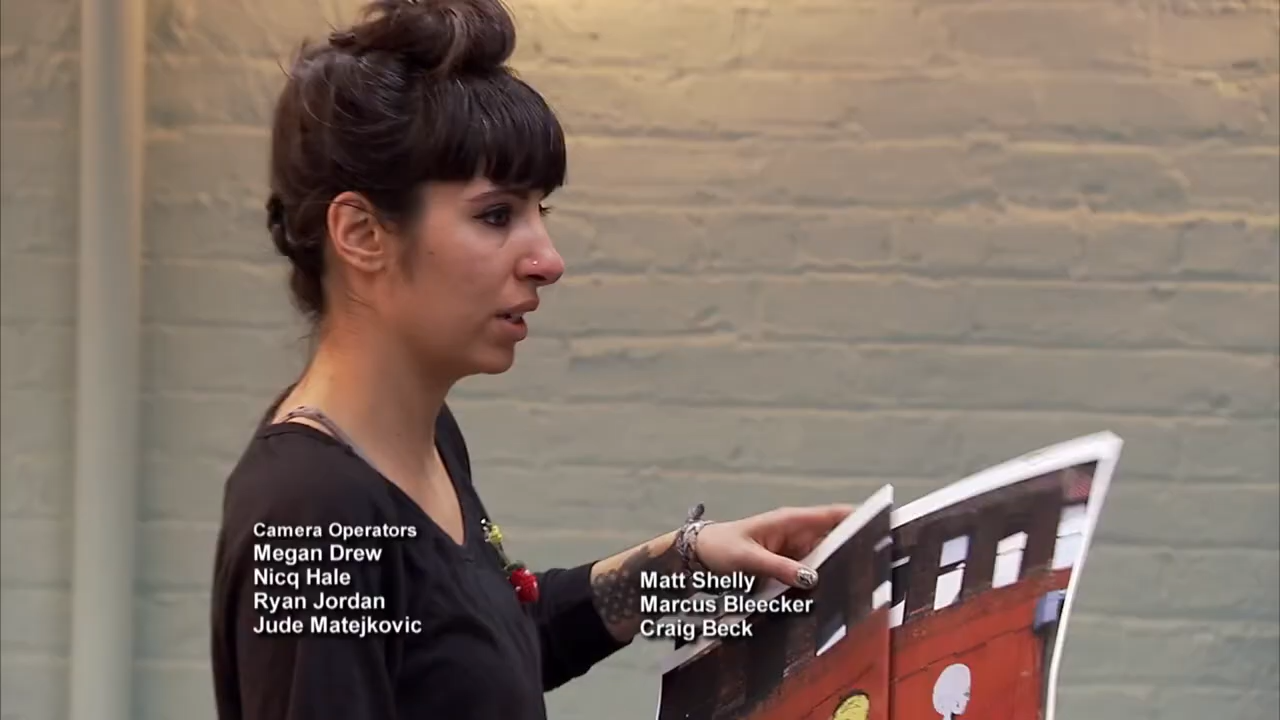 Camera Operators
Megan Drew
Nicq Hale
Ryan Jordan
Jude Matejkovic
Matt Shelly
Marcus Bleecker
Craig Beck